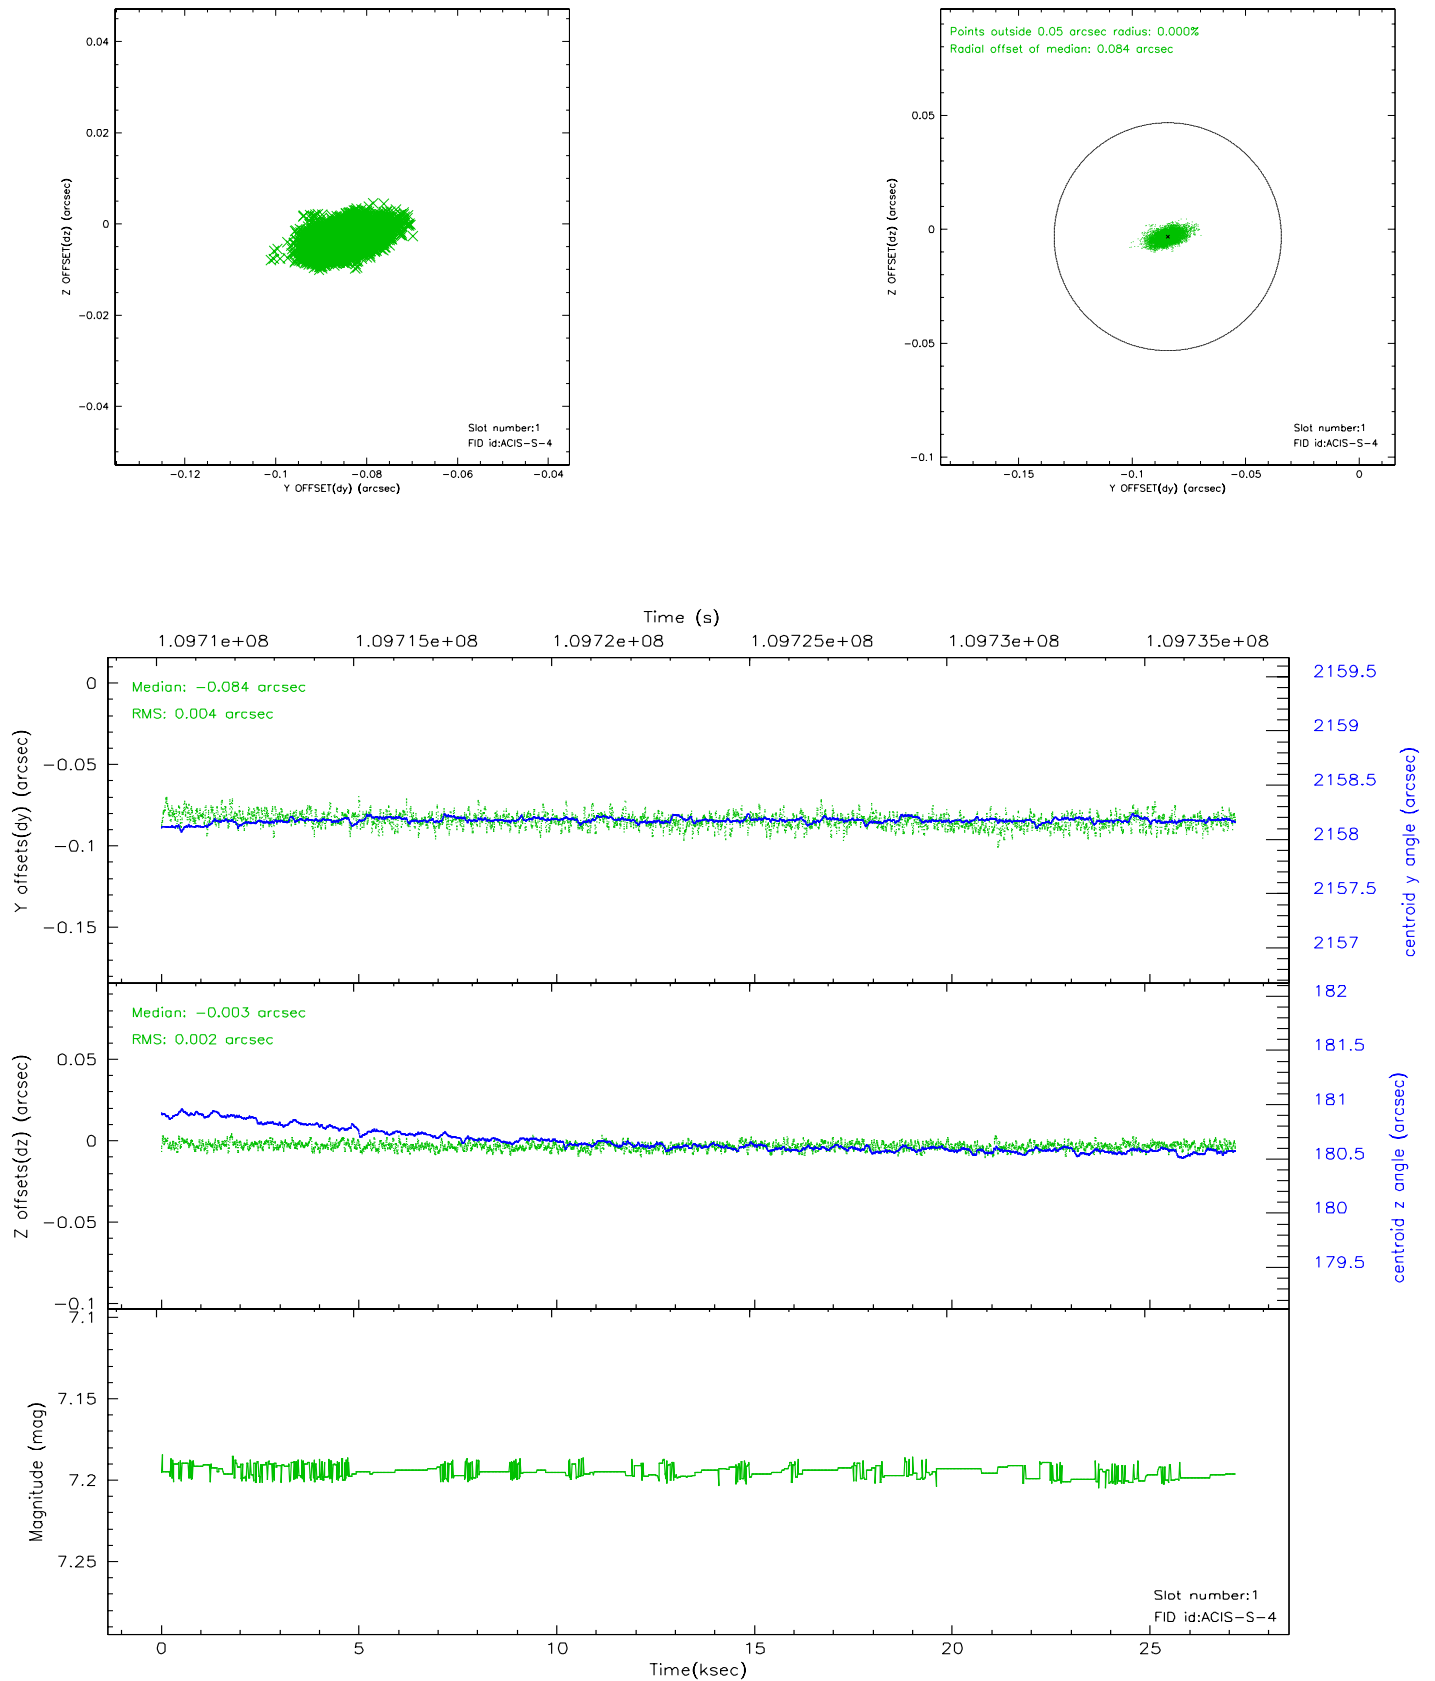 0.04
0.02
0
-0.02
-0.04
Z OFFSET(dz) (arcsec)
Slot number:1
FID id:ACIS-S-4
-0.12
-0.1
-0.08
-0.06
-0.04
Y OFFSET(dy) (arcsec)
Points outside 0.05 arcsec radius: 0.000%
Radial offset of median: 0.084 arcsec
0.05
0
-0.05
-0.1
Z OFFSET(dz) (arcsec)
Slot number:1
FID id:ACIS-S-4
-0.15
-0.1
-0.05
0
Y OFFSET(dy) (arcsec)
Time (s)
1.0971e+08
1.09715e+08
1.0972e+08
1.09725e+08
1.0973e+08
1.09735e+08
Median: -0.084 arcsec
RMS: 0.004 arcsec
0
-0.05
-0.1
-0.15
Y offsets(dy) (arcsec)
2159.5
2159
2158.5
2158
2157.5
2157
centroid y angle (arcsec)
Median: -0.003 arcsec
RMS: 0.002 arcsec
0.05
0
-0.05
-0.1
Z offsets(dz) (arcsec)
182
181.5
181
180.5
180
179.5
centroid z angle (arcsec)
7.1
7.15
7.2
7.25
Magnitude (mag)
Slot number:1
FID id:ACIS-S-4
0
5
10
15
20
25
Time(ksec)